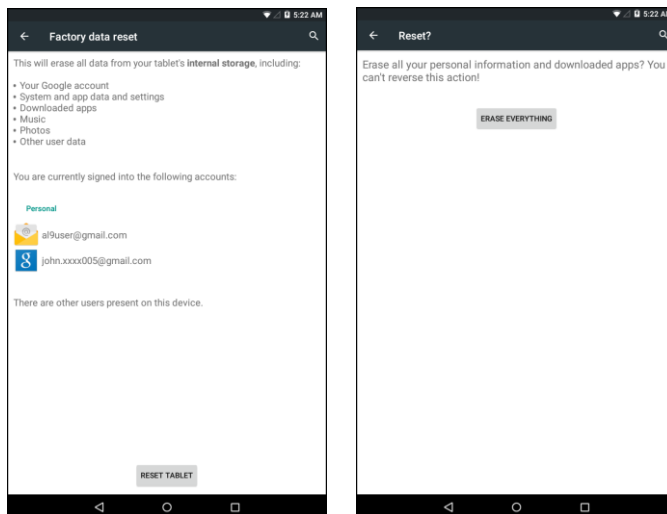 5:22 AM
Factory data reset
This will erase all data from your tablet's internal storage, including:
• Your Google account
• System and app data and settings
• Downloaded apps
• Music
• Photos
• Other user data
You are currently signed into the following accounts:
Personal
al9user@gmail.com
8 john.xxxx005@gmail.com
There are other users present on this device.
RESET TABLET
5:22 AM
Reset?
Erase all your personal information and downloaded apps? You
can't reverse this action!
ERASE EVERYTHING